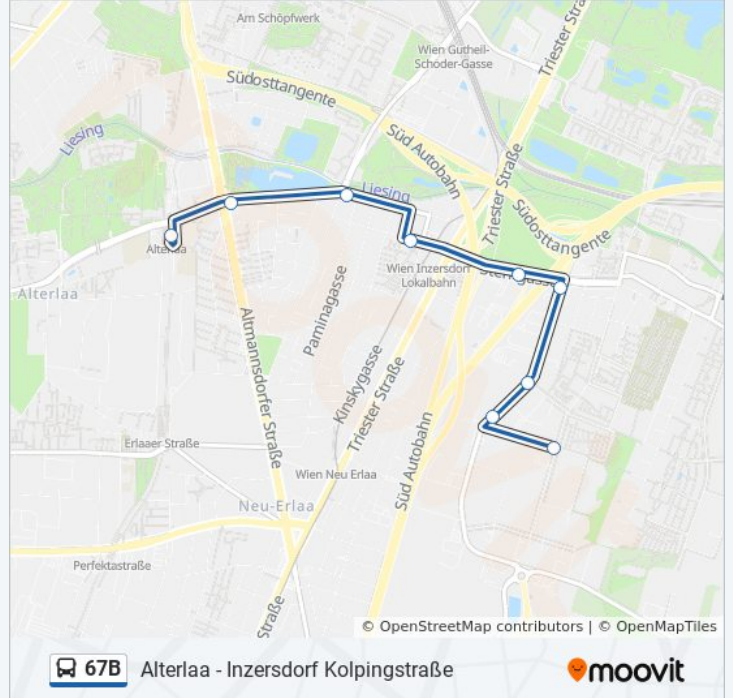 Am Schöpfwerk
Wien Gutheil-
Schoder-Gasse
Südosttangente
Triester Stra
Liesing
Süd Autobahn
Triester Straße
Liesing
Südosttangente
Alterlaa
Wien Inzersdorf
Lokalbahn
Alterlaa
Paminagasse
Altmannsdorfer Straße
Kinskygasse
Triester Straße
Süd Autobahn
Erlaaer Straße
Wien Neu Erlaa
Neu-Erlaa
Perfektastraße
Straße
© OpenStreetMap contributors | © OpenMapTiles
67B Alterlaa - Inzersdorf Kolpingstraße
moovit